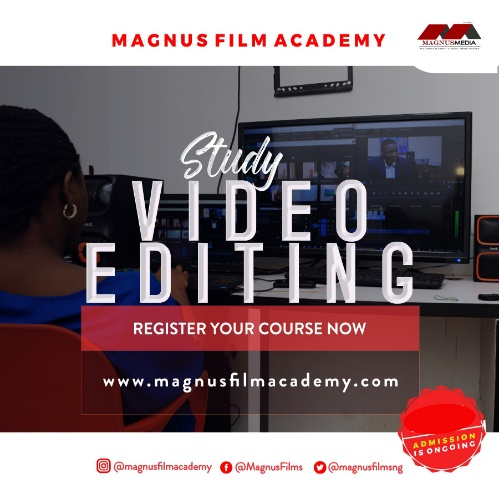 MAGNUS FILM ACADEMY
MAGNUSMEDIA
Study
VIDEO
EDITING
REGISTER YOUR COURSE NOW
www.magnusfilmacademy.com
ADMISSION
IS ONGOING
@magnusfilmacademy @MagnusFilms @magnusfilmsng